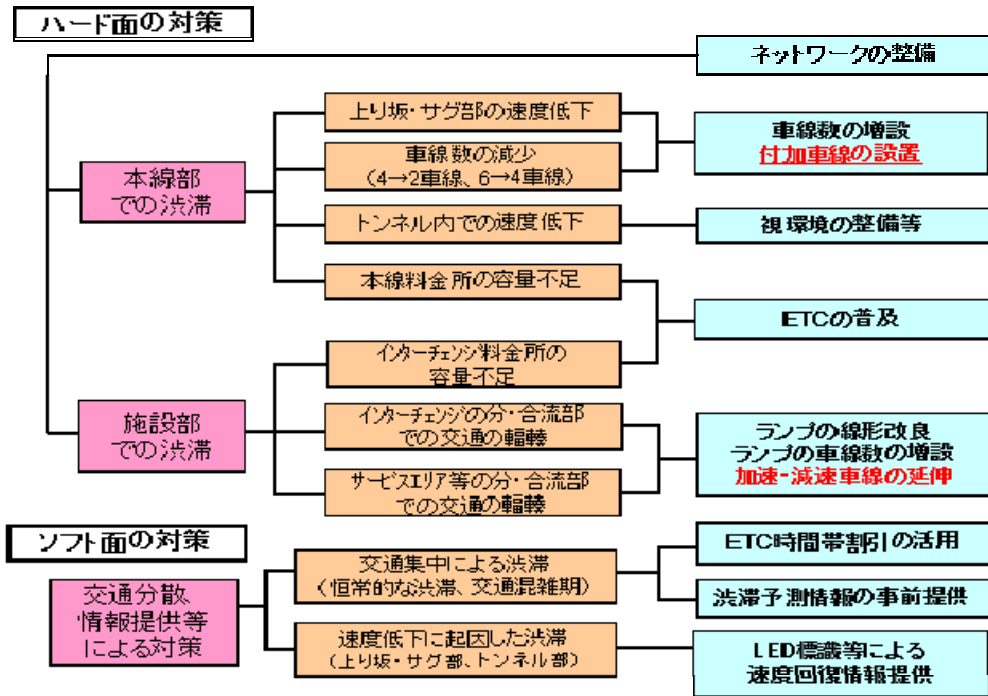 ハード面の対策
ネットワークの整備
本線部
での渋滞
上り坂・サグ部の速度低下
車線数の減少
(4→2車線、6→4車線)
車線数の増設
付加車線の設置
トンネル内での速度低下
視環境の整備等
本線料金所の容量不足
ETCの普及
施設部
での渋滞
インターチェンジ料金所の
容量不足
インターチェンジの分・合流部
での交通の輻輳
サービスエリア等の分・合流部
での交通の輻輳
ランプの線形改良
ランプの車線数の増設
加速・減速車線の延伸
ソフト面の対策
交通分散、
情報提供等
による対策
交通集中による渋滞
(恒常的な渋滞、交通混雑期)
ETC時間帯割引の活用
渋滞予測情報の事前提供
速度低下に起因した渋滞
(上り坂・サグ部、トンネル部)
LED標識等による
速度回復情報提供